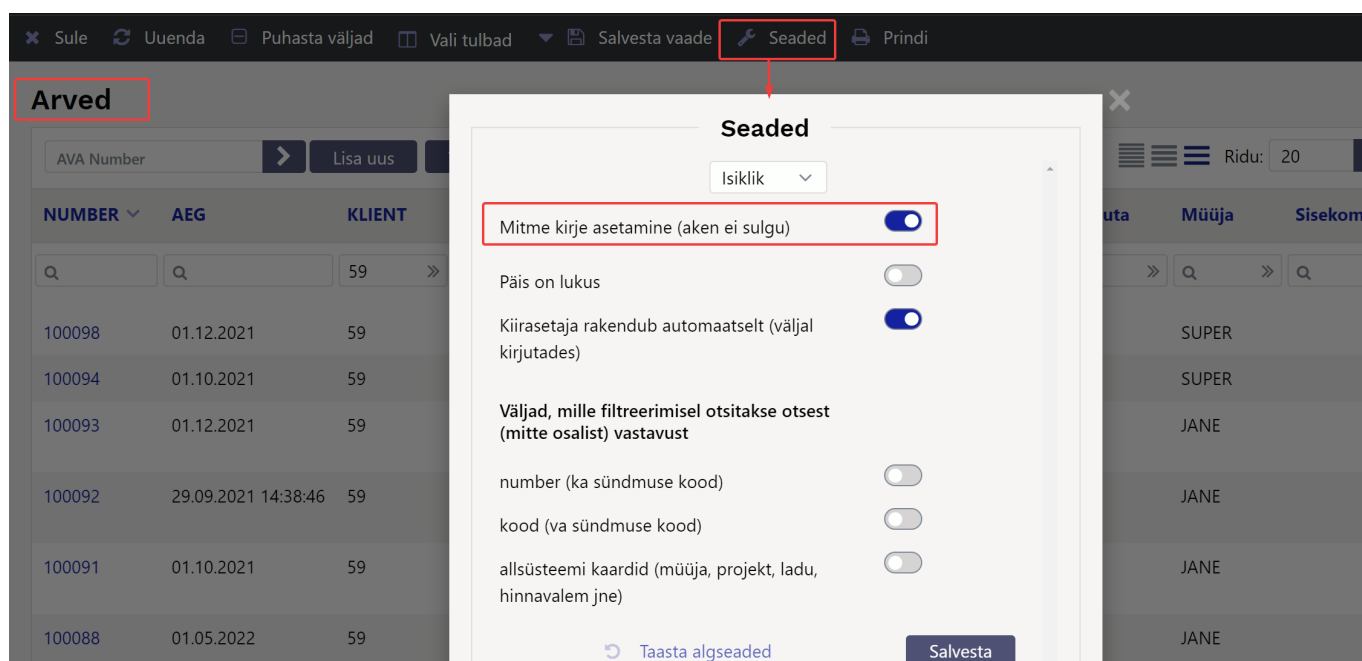 Sule Uuenda Puhasta väljad Vali tulbad Salvesta vaade Seaded Prindi
Arved
AVA Number Lisa uus Ridu: 20
NUMBER AEG KLIENT uta Müüja Sisekom
59
100098 01.12.2021 59 SUPER
100094 01.10.2021 59 SUPER
100093 01.12.2021 59 JANE
100092 29.09.2021 14:38:46 59 JANE
100091 01.10.2021 59 JANE
100088 01.05.2022 59 JANE
Seaded
Isiklik
Mitme kirje asetamine (aken ei sulgu)
Päis on lukus
Kiirasetaja rakendub automaatselt (väljal
kirjutades)
Väljad, mille filtreerimisel otsitakse otsest
(mitte osalist) vastavust
number (ka sündmuse kood)
kood (va sündmuse kood)
allsüsteemi kaardid (müüja, projekt, ladu,
hinnavalem jne)
Taasta algseaded Salvesta